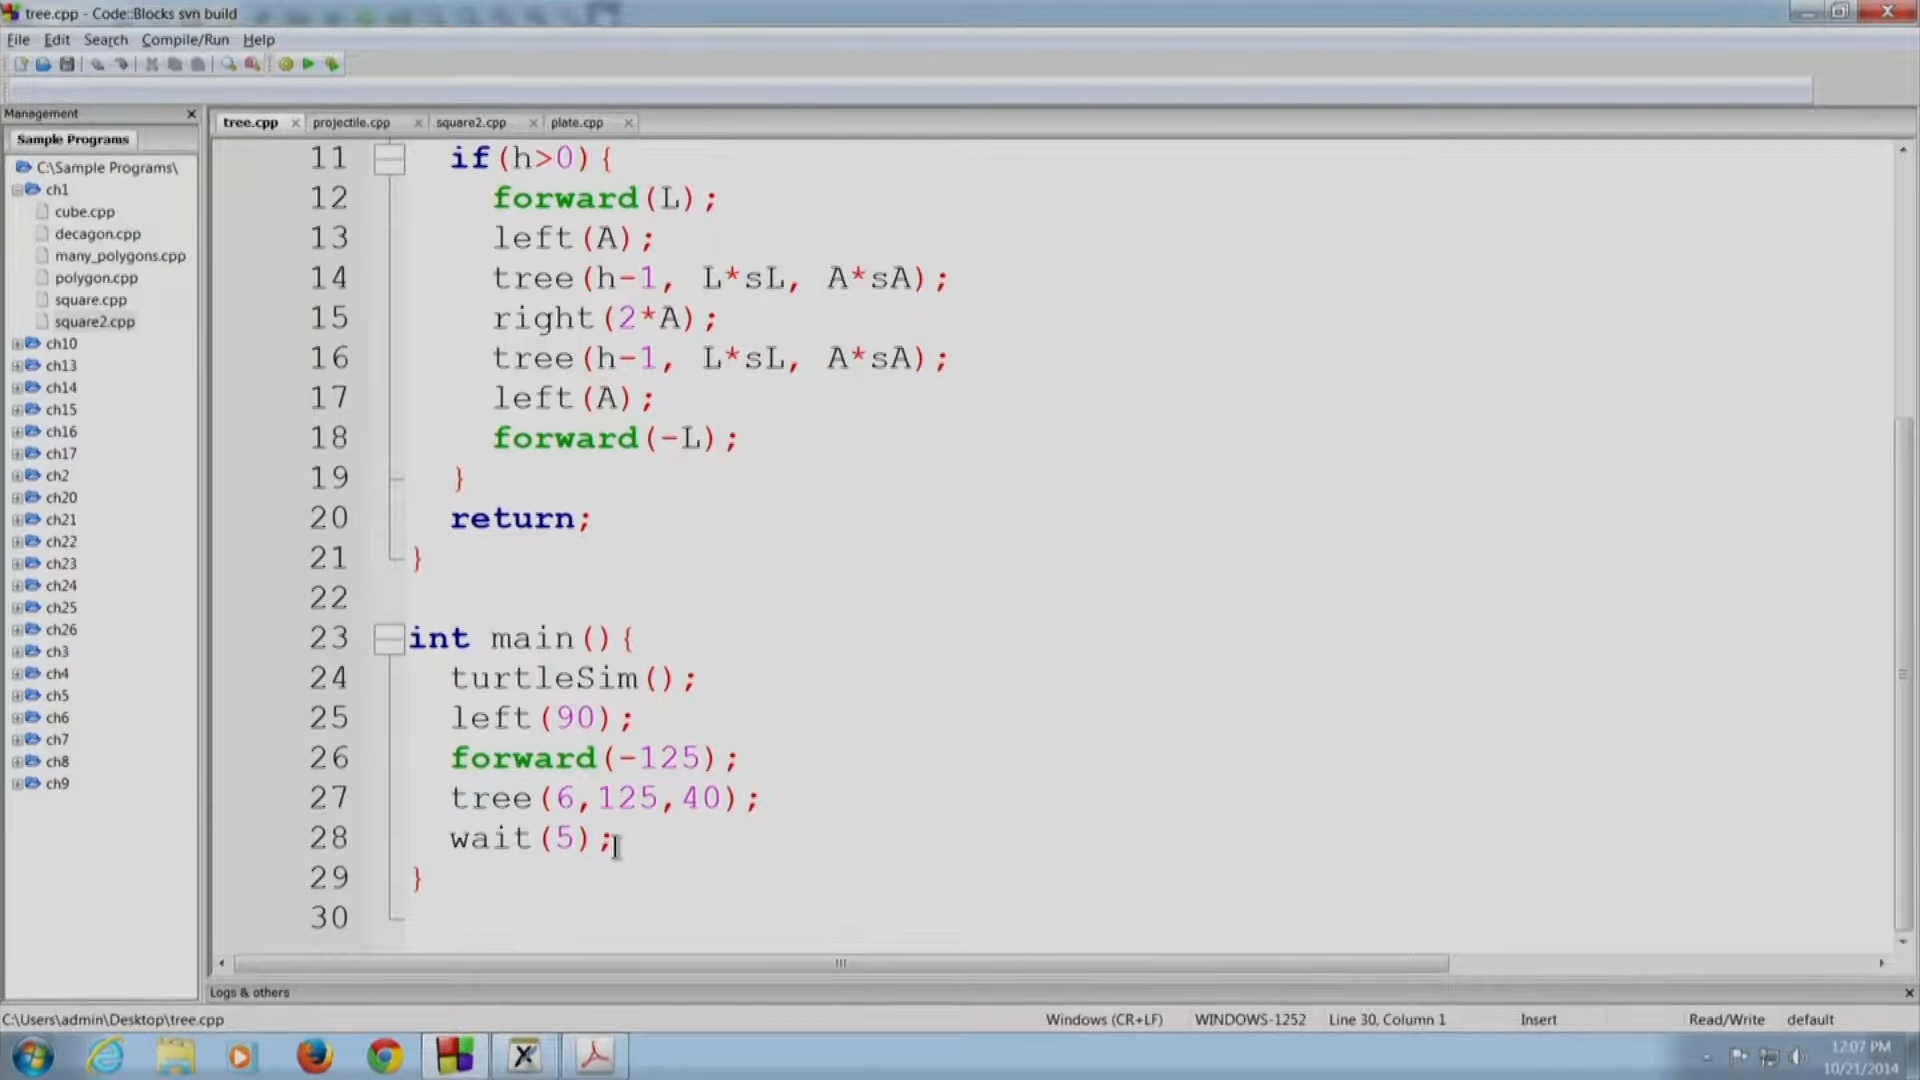 tree.cpp - Code::Blocks svn build
File Edit Search Compile/Run Help
Management
Sample Programs
C:\Sample Programs\
ch1
cube.cpp
decagon.cpp
many_polygons.cpp
polygon.cpp
square.cpp
square2.cpp
ch10
ch13
ch14
ch15
ch16
ch17
ch2
ch20
ch21
ch22
ch23
ch24
ch25
ch26
ch3
ch4
ch5
ch6
ch7
ch8
ch9
tree.cpp projectile.cpp square2.cpp plate.cpp
11 if(h>0){
12 forward(L);
13 left(A);
14 tree(h-1, L*sL, A*sA);
15 right(2*A);
16 tree(h-1, L*sL, A*sA);
17 left(A);
18 forward(-L);
19 }
20 return;
21 }
22
23 int main(){
24 turtleSim();
25 left(90);
26 forward(-125);
27 tree(6,125,40);
28 wait(5);
29 }
30
Logs & others
C:\Users\admin\Desktop\tree.cpp Windows (CR+LF) WINDOWS-1252 Line 30, Column 1 Insert Read/Write default
12:07 PM
10/21/2014